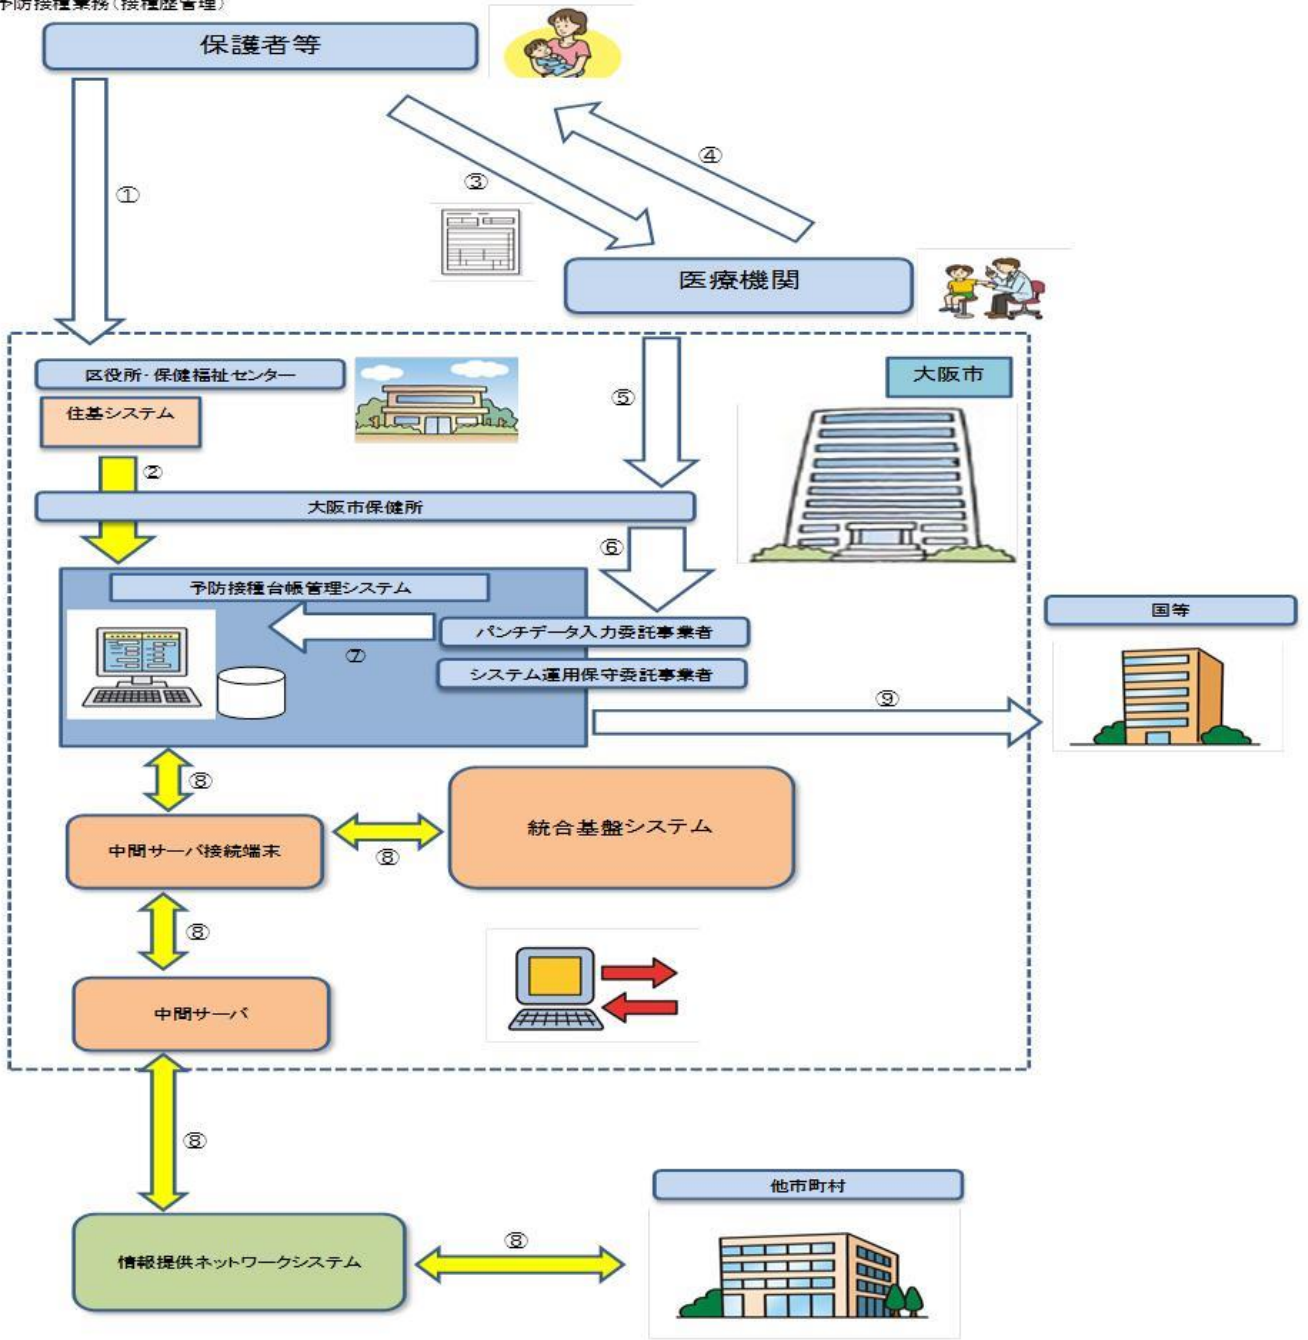 予防接種業務(接種歴管理)
保護者等
①
③
④
医療機関
区役所・保健福祉センター
大阪市
住基システム
⑤
②
大阪市保健所
⑥
予防接種台帳管理システム
国等
パンチデータ入力委託事業者
⑦
システム運用保守委託事業者
⑨
⑧
統合基盤システム
中間サーバ接続端末
⑧
⑧
中間サーバ
⑧
他市町村
情報提供ネットワークシステム
⑧